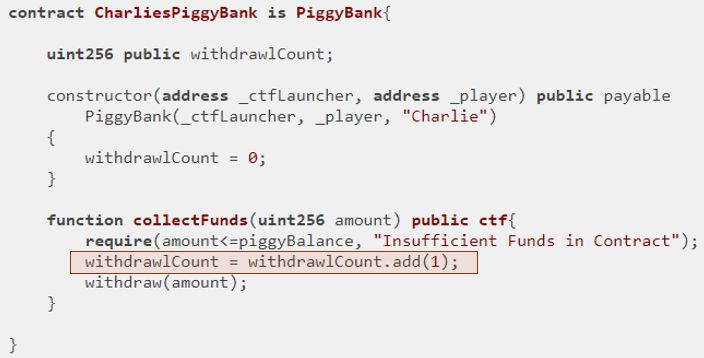 contract CharliesPiggyBank is PiggyBank{
uint256 public withdrawlCount;
constructor(address _ctfLauncher, address _player) public payable
PiggyBank(_ctfLauncher, _player, "Charlie")
{
withdrawlCount = 0;
}
function collectFunds(uint256 amount) public ctf{
require(amount<=piggyBalance, "Insufficient Funds in Contract");
withdrawlCount = withdrawlCount.add(1);
withdraw(amount);
}
}